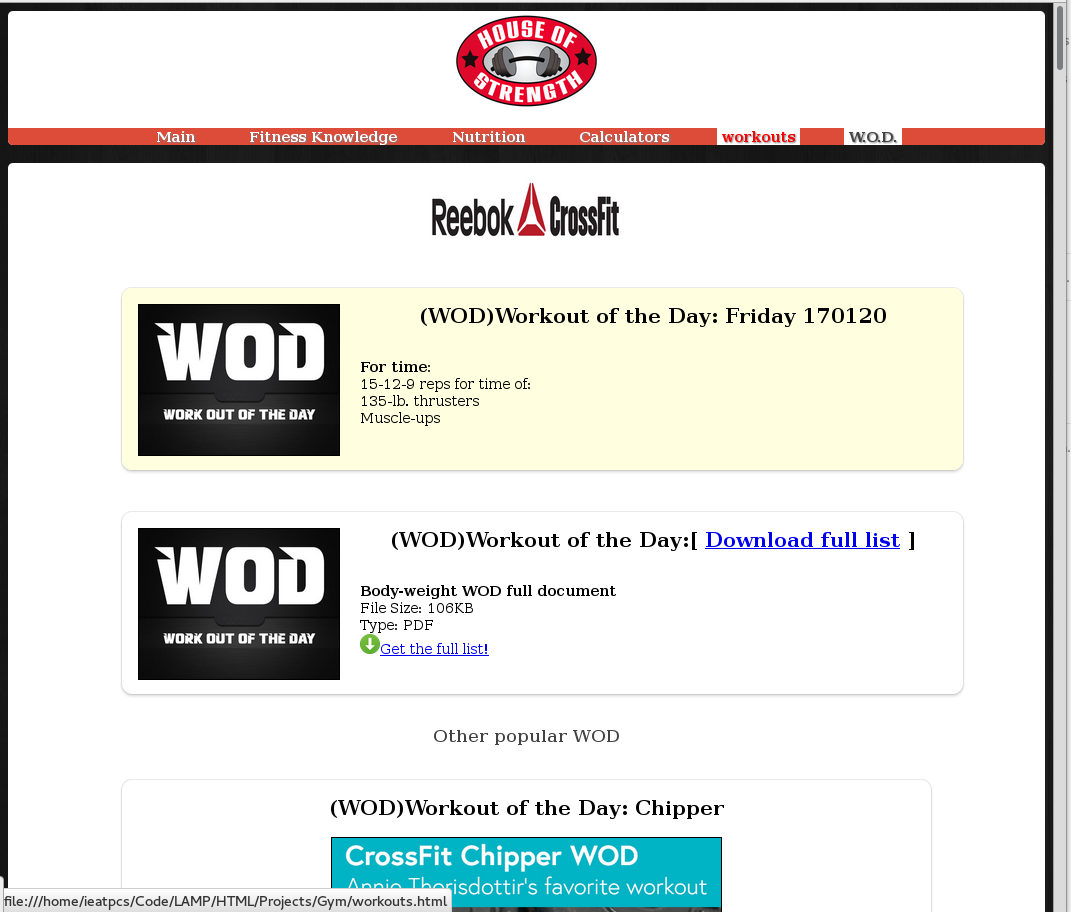 HOUSE OF
STRENGTH
Main Fitness Knowledge Nutrition Calculators workouts W.O.D.
Reebok CrossFit
(WOD)Workout of the Day: Friday 170120
WOD
WORK OUT OF THE DAY
For time:
15-12-9 reps for time of:
135-lb. thrusters
Muscle-ups
(WOD)Workout of the Day:[ Download full list ]
WOD
WORK OUT OF THE DAY
Body-weight WOD full document
File Size: 106KB
Type: PDF
Get the full list!
Other popular WOD
(WOD)Workout of the Day: Chipper
CrossFit Chipper WOD
Annie Thorisdottir's favorite workout
file:///home/ieatpcs/Code/LAMP/HTML/Projects/Gym/workouts.html